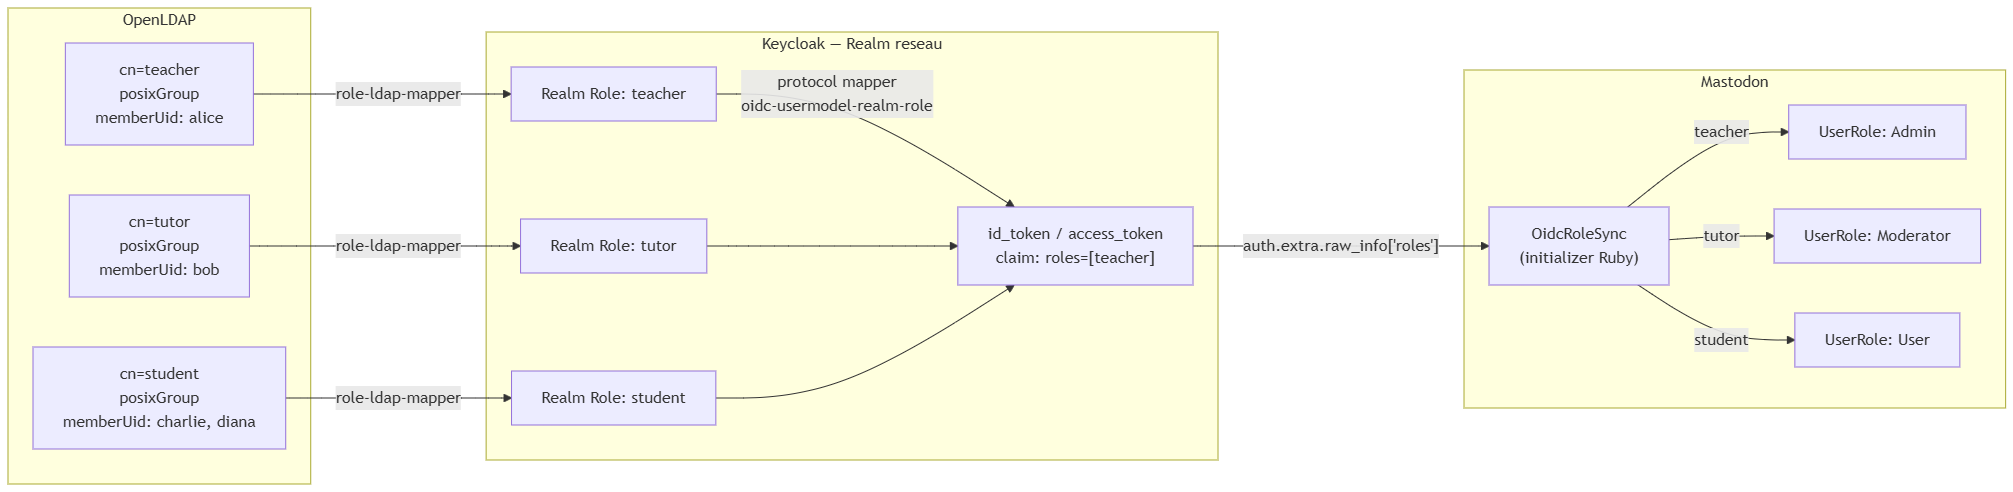 OpenLDAP
cn=teacher
posixGroup
memberUid: alice
cn=tutor
posixGroup
memberUid: bob
cn=student
posixGroup
memberUid: charlie, diana
role-ldap-mapper
role-ldap-mapper
role-ldap-mapper
Keycloak — Realm reseau
Realm Role: teacher
Realm Role: tutor
Realm Role: student
protocol mapper
oidc-usermodel-realm-role
id_token / access_token
claim: roles=[teacher]
auth.extra.raw_info['roles']
Mastodon
OidcRoleSync
(initializer Ruby)
teacher
tutor
student
UserRole: Admin
UserRole: Moderator
UserRole: User